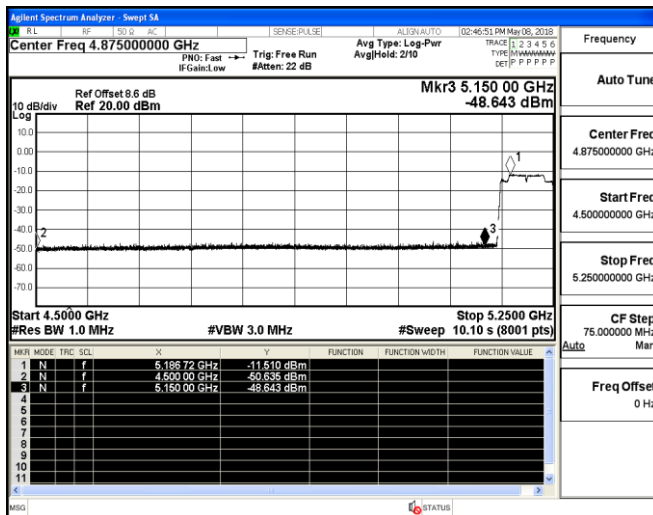 Agilent Spectrum Analyzer - Swept SA
LXI RL RF 50 Ω AC SENSE:PULSE ALIGN AUTO 02:46:51 PM May 08, 2018
Center Freq 4.875000000 GHz
PNO: Fast
IFGain:Low
Trig: Free Run
#Atten: 22 dB
Avg Type: Log-Pwr
Avg|Hold: 2/10
TRACE 1 2 3 4 5 6
TYPE MWWWWW
DET P P P P P P
Frequency
Ref Offset 8.6 dB
10 dB/div Ref 20.00 dBm
Log
Mkr3 5.150 00 GHz
-48.643 dBm
10.0
0.00
-10.0
-20.0
-30.0
-40.0
-50.0
-60.0
-70.0
1
2
3
Start 4.5000 GHz Stop 5.2500 GHz
#Res BW 1.0 MHz #VBW 3.0 MHz #Sweep 10.10 s (8001 pts)
MKR MODE TRC SCL X Y FUNCTION FUNCTION WIDTH FUNCTION VALUE
1 N f 5.186 72 GHz -11.510 dBm
2 N f 4.500 00 GHz -50.635 dBm
3 N f 5.150 00 GHz -48.643 dBm
4
5
6
7
8
9
10
11
MSG STATUS
Auto Tune
Center Freq
4.875000000 GHz
Start Freq
4.500000000 GHz
Stop Freq
5.250000000 GHz
CF Step
75.000000 MHz
Auto Man
Freq Offset
0 Hz